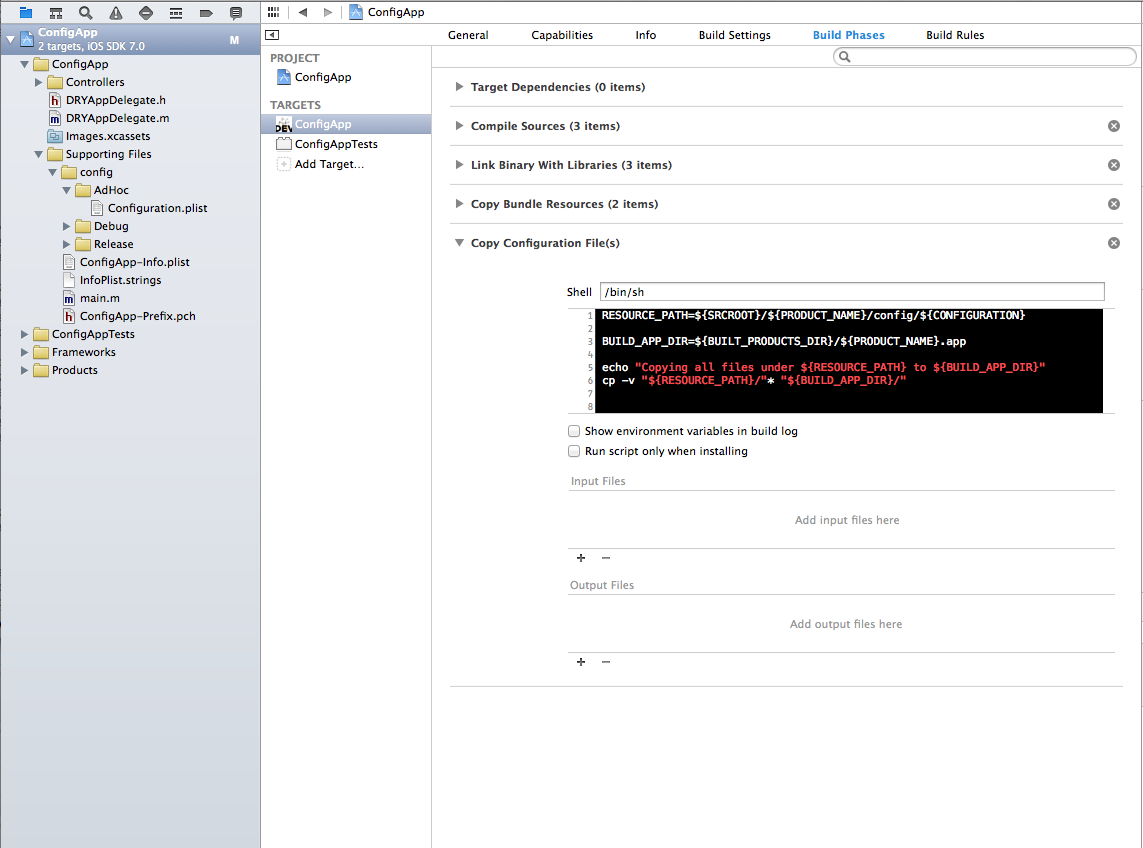 ConfigApp
ConfigApp
2 targets, iOS SDK 7.0
M
ConfigApp
Controllers
h DRYAppDelegate.h
m DRYAppDelegate.m
Images.xcassets
Supporting Files
config
AdHoc
Configuration.plist
Debug
Release
ConfigApp-Info.plist
InfoPlist.strings
m main.m
h ConfigApp-Prefix.pch
ConfigAppTests
Frameworks
Products
General Capabilities Info Build Settings Build Phases Build Rules
PROJECT
ConfigApp
TARGETS
DEV ConfigApp
ConfigAppTests
Add Target...
Target Dependencies (0 items)
Compile Sources (3 items)
Link Binary With Libraries (3 items)
Copy Bundle Resources (2 items)
Copy Configuration File(s)
Shell /bin/sh
1 RESOURCE_PATH=${SRCROOT}/${PRODUCT_NAME}/config/${CONFIGURATION}
2
3 BUILD_APP_DIR=${BUILT_PRODUCTS_DIR}/${PRODUCT_NAME}.app
4
5 echo "Copying all files under ${RESOURCE_PATH} to ${BUILD_APP_DIR}"
6 cp -v "${RESOURCE_PATH}/"* "${BUILD_APP_DIR}/"
7
8
Show environment variables in build log
Run script only when installing
Input Files
Add input files here
+ −
Output Files
Add output files here
+ −